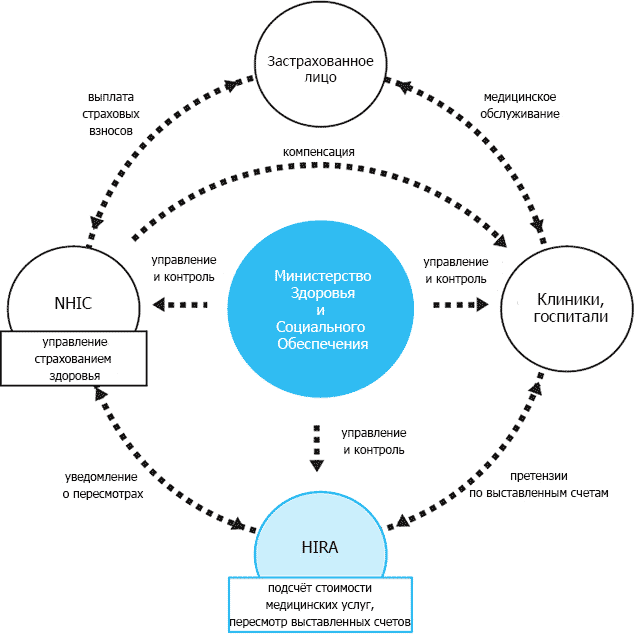 Застрахованное
лицо
выплата
страховых
взносов
медицинское
обслуживание
компенсация
управление
и контроль
управление
и контроль
NHIC
управление
страхованием
здоровья
Министерство
Здоровья
и
Социального
Обеспечения
Клиники,
госпитали
управление
и контроль
уведомление
о пересмотрах
претензии
по выставленным счетам
HIRA
подсчёт стоимости
медицинских услуг,
пересмотр выставленных счетов